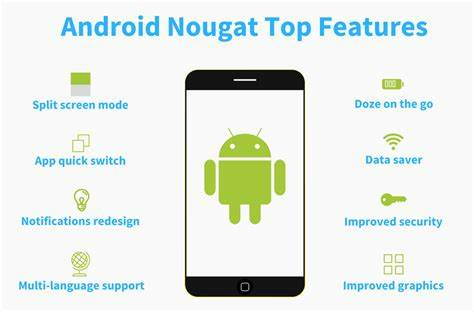 Android Nougat Top Features
Split screen mode
Doze on the go
App quick switch
Data saver
Notifications redesign
Improved security
Multi-language support
Improved graphics